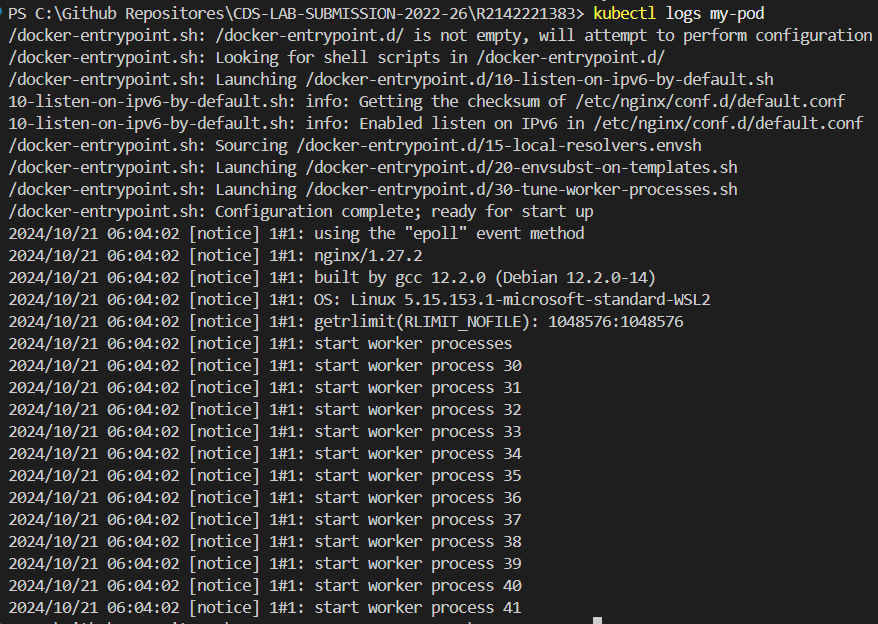 PS C:\Github Repositores\CDS-LAB-SUBMISSION-2022-26\R2142221383> kubectl logs my-pod
/docker-entrypoint.sh: /docker-entrypoint.d/ is not empty, will attempt to perform configuration
/docker-entrypoint.sh: Looking for shell scripts in /docker-entrypoint.d/
/docker-entrypoint.sh: Launching /docker-entrypoint.d/10-listen-on-ipv6-by-default.sh
10-listen-on-ipv6-by-default.sh: info: Getting the checksum of /etc/nginx/conf.d/default.conf
10-listen-on-ipv6-by-default.sh: info: Enabled listen on IPv6 in /etc/nginx/conf.d/default.conf
/docker-entrypoint.sh: Sourcing /docker-entrypoint.d/15-local-resolvers.envsh
/docker-entrypoint.sh: Launching /docker-entrypoint.d/20-envsubst-on-templates.sh
/docker-entrypoint.sh: Launching /docker-entrypoint.d/30-tune-worker-processes.sh
/docker-entrypoint.sh: Configuration complete; ready for start up
2024/10/21 06:04:02 [notice] 1#1: using the "epoll" event method
2024/10/21 06:04:02 [notice] 1#1: nginx/1.27.2
2024/10/21 06:04:02 [notice] 1#1: built by gcc 12.2.0 (Debian 12.2.0-14)
2024/10/21 06:04:02 [notice] 1#1: OS: Linux 5.15.153.1-microsoft-standard-WSL2
2024/10/21 06:04:02 [notice] 1#1: getrlimit(RLIMIT_NOFILE): 1048576:1048576
2024/10/21 06:04:02 [notice] 1#1: start worker processes
2024/10/21 06:04:02 [notice] 1#1: start worker process 30
2024/10/21 06:04:02 [notice] 1#1: start worker process 31
2024/10/21 06:04:02 [notice] 1#1: start worker process 32
2024/10/21 06:04:02 [notice] 1#1: start worker process 33
2024/10/21 06:04:02 [notice] 1#1: start worker process 34
2024/10/21 06:04:02 [notice] 1#1: start worker process 35
2024/10/21 06:04:02 [notice] 1#1: start worker process 36
2024/10/21 06:04:02 [notice] 1#1: start worker process 37
2024/10/21 06:04:02 [notice] 1#1: start worker process 38
2024/10/21 06:04:02 [notice] 1#1: start worker process 39
2024/10/21 06:04:02 [notice] 1#1: start worker process 40
2024/10/21 06:04:02 [notice] 1#1: start worker process 41